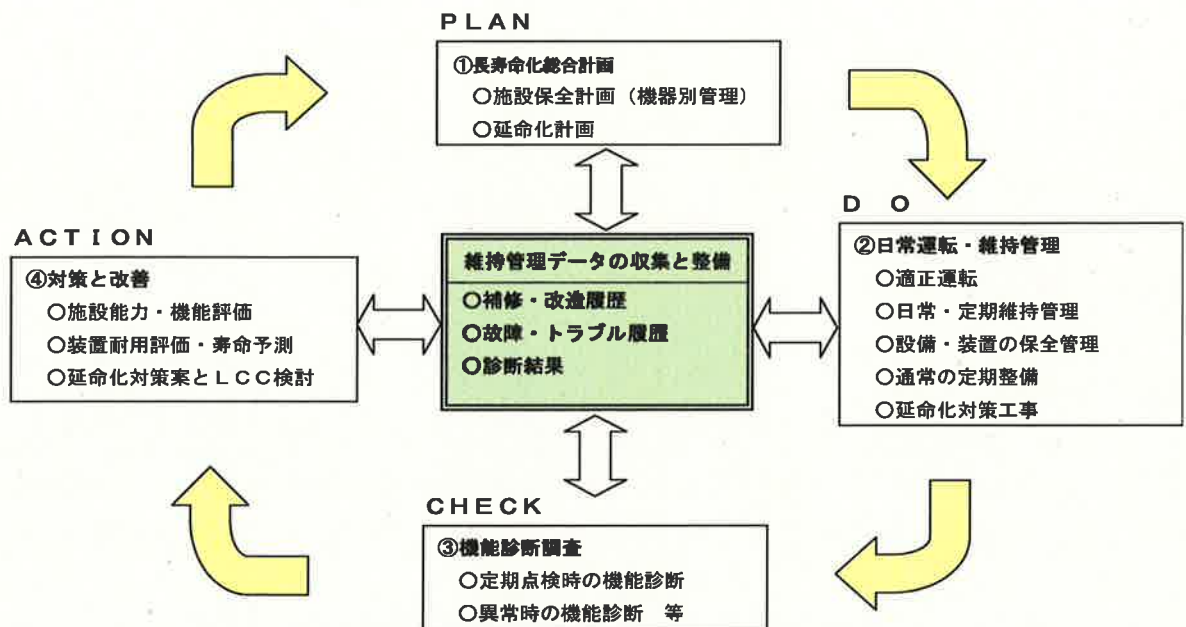 PLAN
①長寿命化総合計画
○施設保全計画（機器別管理）
○延命化計画
DO
②日常運転・維持管理
○適正運転
○日常・定期維持管理
○設備・装置の保全管理
○通常の定期整備
○延命化対策工事
CHECK
③機能診断調査
○定期点検時の機能診断
○異常時の機能診断　等
ACTION
④対策と改善
○施設能力・機能評価
○装置耐用評価・寿命予測
○延命化対策案とＬＣＣ検討
維持管理データの収集と整備
○補修・改造履歴
○故障・トラブル履歴
○診断結果